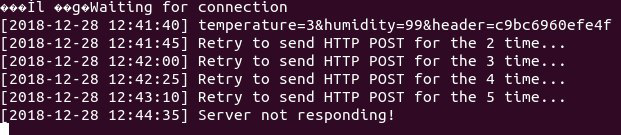 ���Íl ��g�Waiting for connection
[2018-12-28 12:41:40] temperature=3&humidity=99&header=c9bc6960efe4f
[2018-12-28 12:41:45] Retry to send HTTP POST for the 2 time...
[2018-12-28 12:42:00] Retry to send HTTP POST for the 3 time...
[2018-12-28 12:42:25] Retry to send HTTP POST for the 4 time...
[2018-12-28 12:43:10] Retry to send HTTP POST for the 5 time...
[2018-12-28 12:44:35] Server not responding!